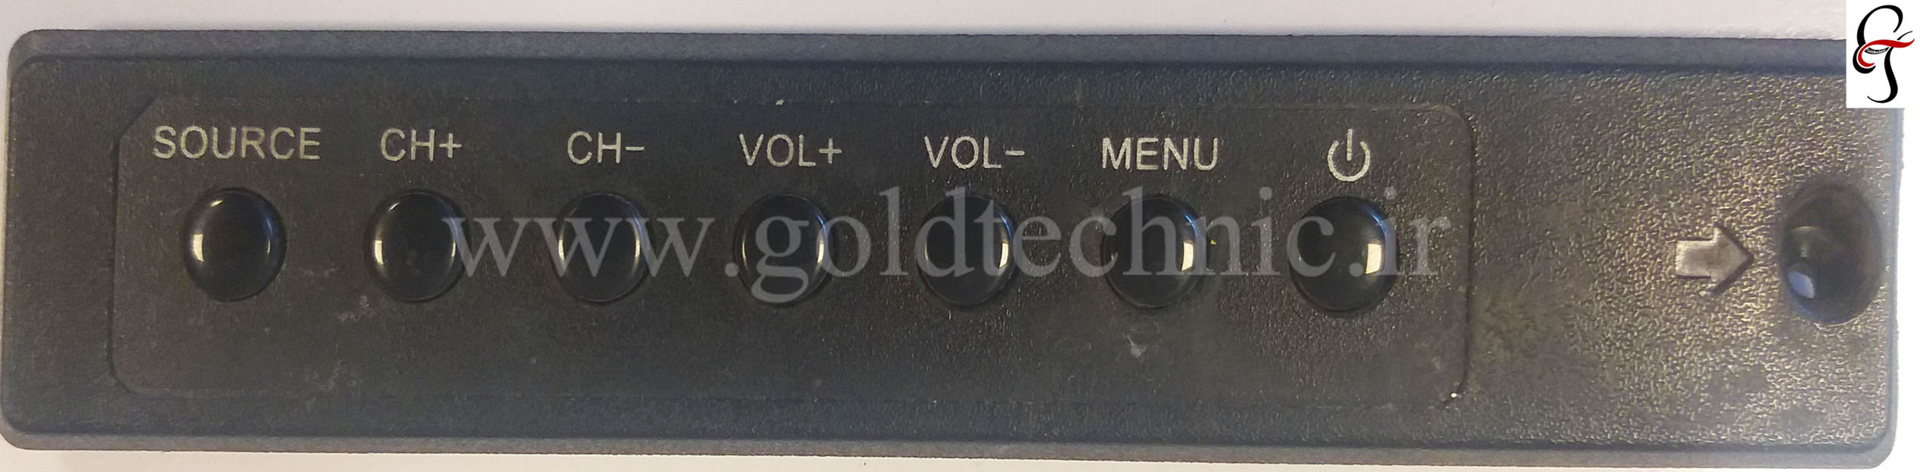 SOURCE CH+ CH- VOL+ VOL- MENU
www.goldtechnic.ir